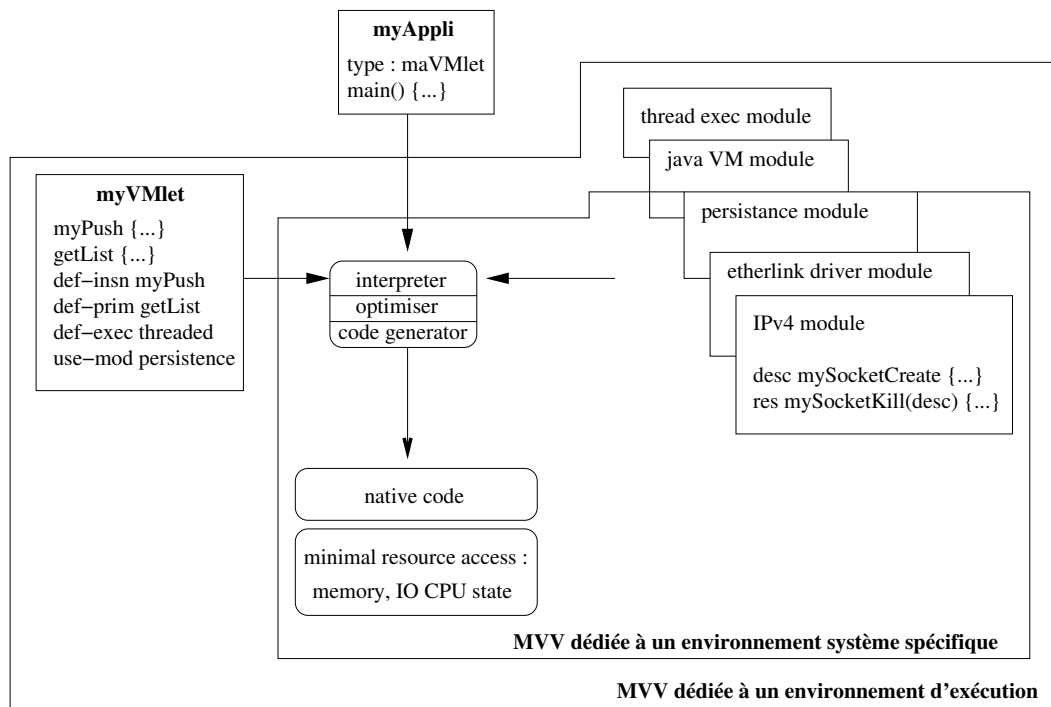 myAppli
type : maVMlet
main() {...}
thread exec module
java VM module
persistance module
etherlink driver module
IPv4 module
desc mySocketCreate {...}
res mySocketKill(desc) {...}
myVMlet
myPush {...}
getList {...}
def−insn myPush
def−prim getList
def−exec threaded
use−mod persistence
interpreter
optimiser
code generator
native code
minimal resource access :
memory, IO CPU state
MVV dédiée à un environnement système spécifique
MVV dédiée à un environnement d'exécution